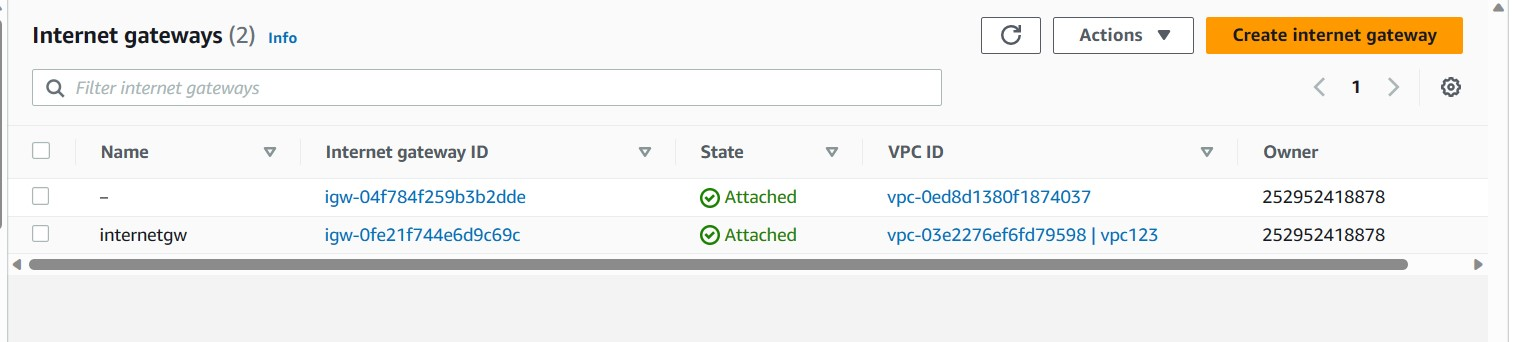 Internet gateways (2) Info
Actions
Create internet gateway
Filter internet gateways
1
Name Internet gateway ID State VPC ID Owner
– igw-04f784f259b3b2dde Attached vpc-0ed8d1380f1874037 252952418878
internetgw igw-0fe21f744e6d9c69c Attached vpc-03e2276ef6fd79598 | vpc123 252952418878